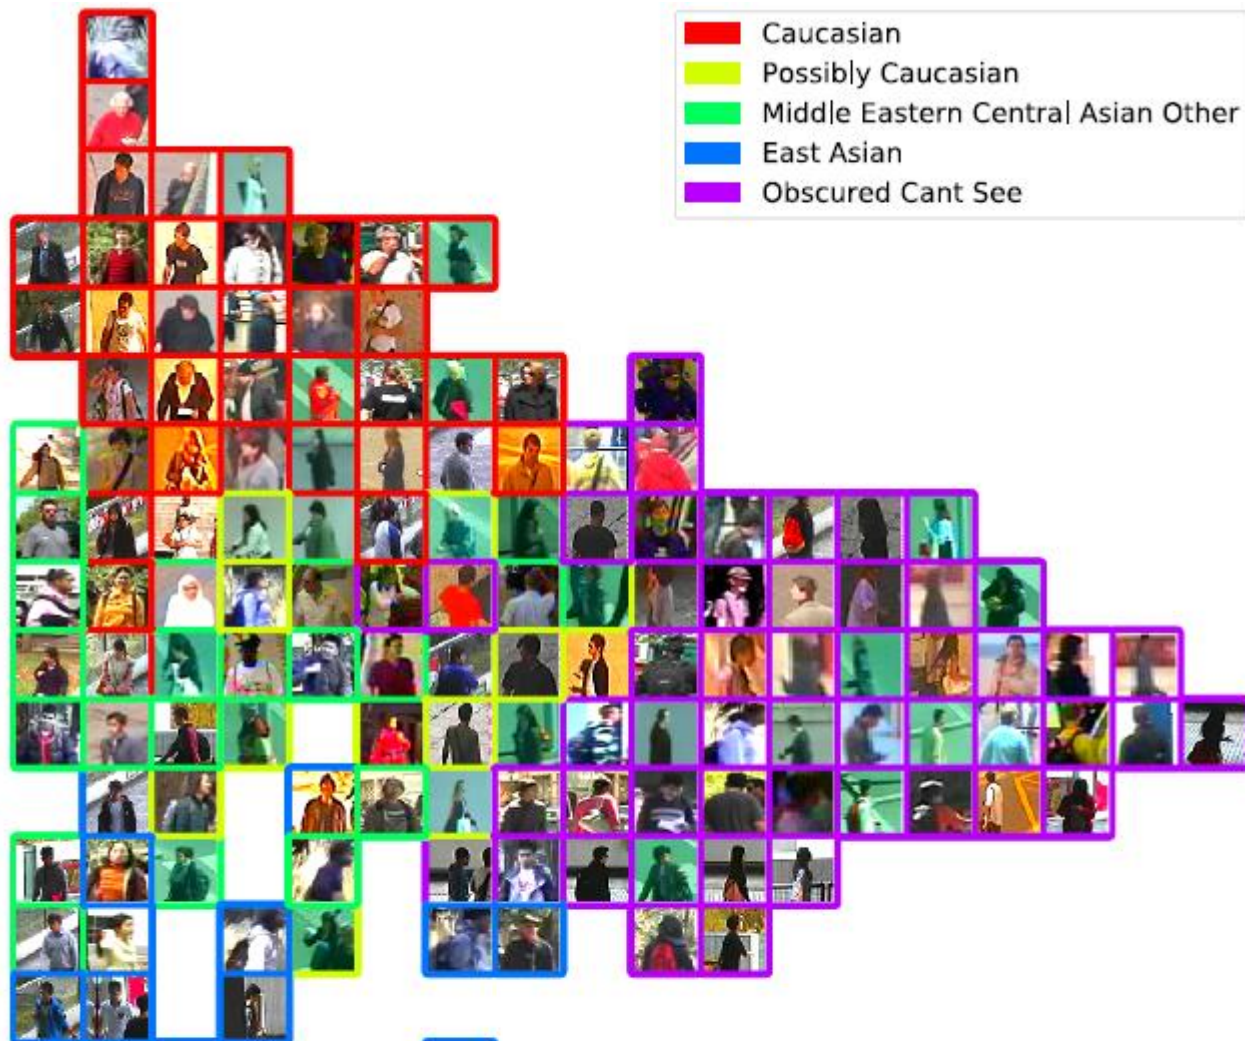 Caucasian
Possibly Caucasian
Middle Eastern Central Asian Other
East Asian
Obscured Cant See